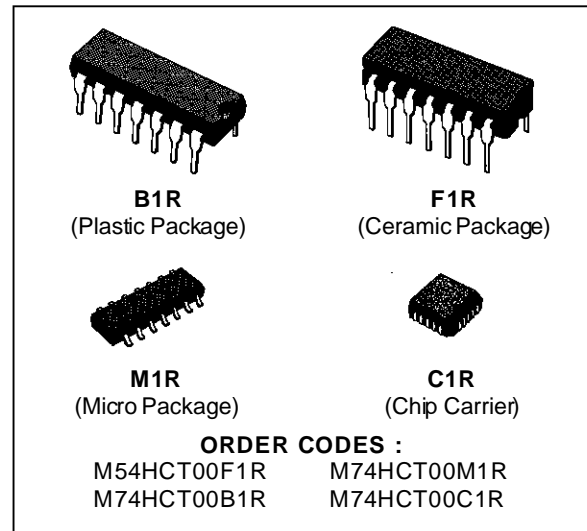 B1R
(Plastic Package)
F1R
(Ceramic Package)
M1R
(Micro Package)
C1R
(Chip Carrier)
ORDER CODES :
M54HCT00F1R M74HCT00M1R
M74HCT00B1R M74HCT00C1R